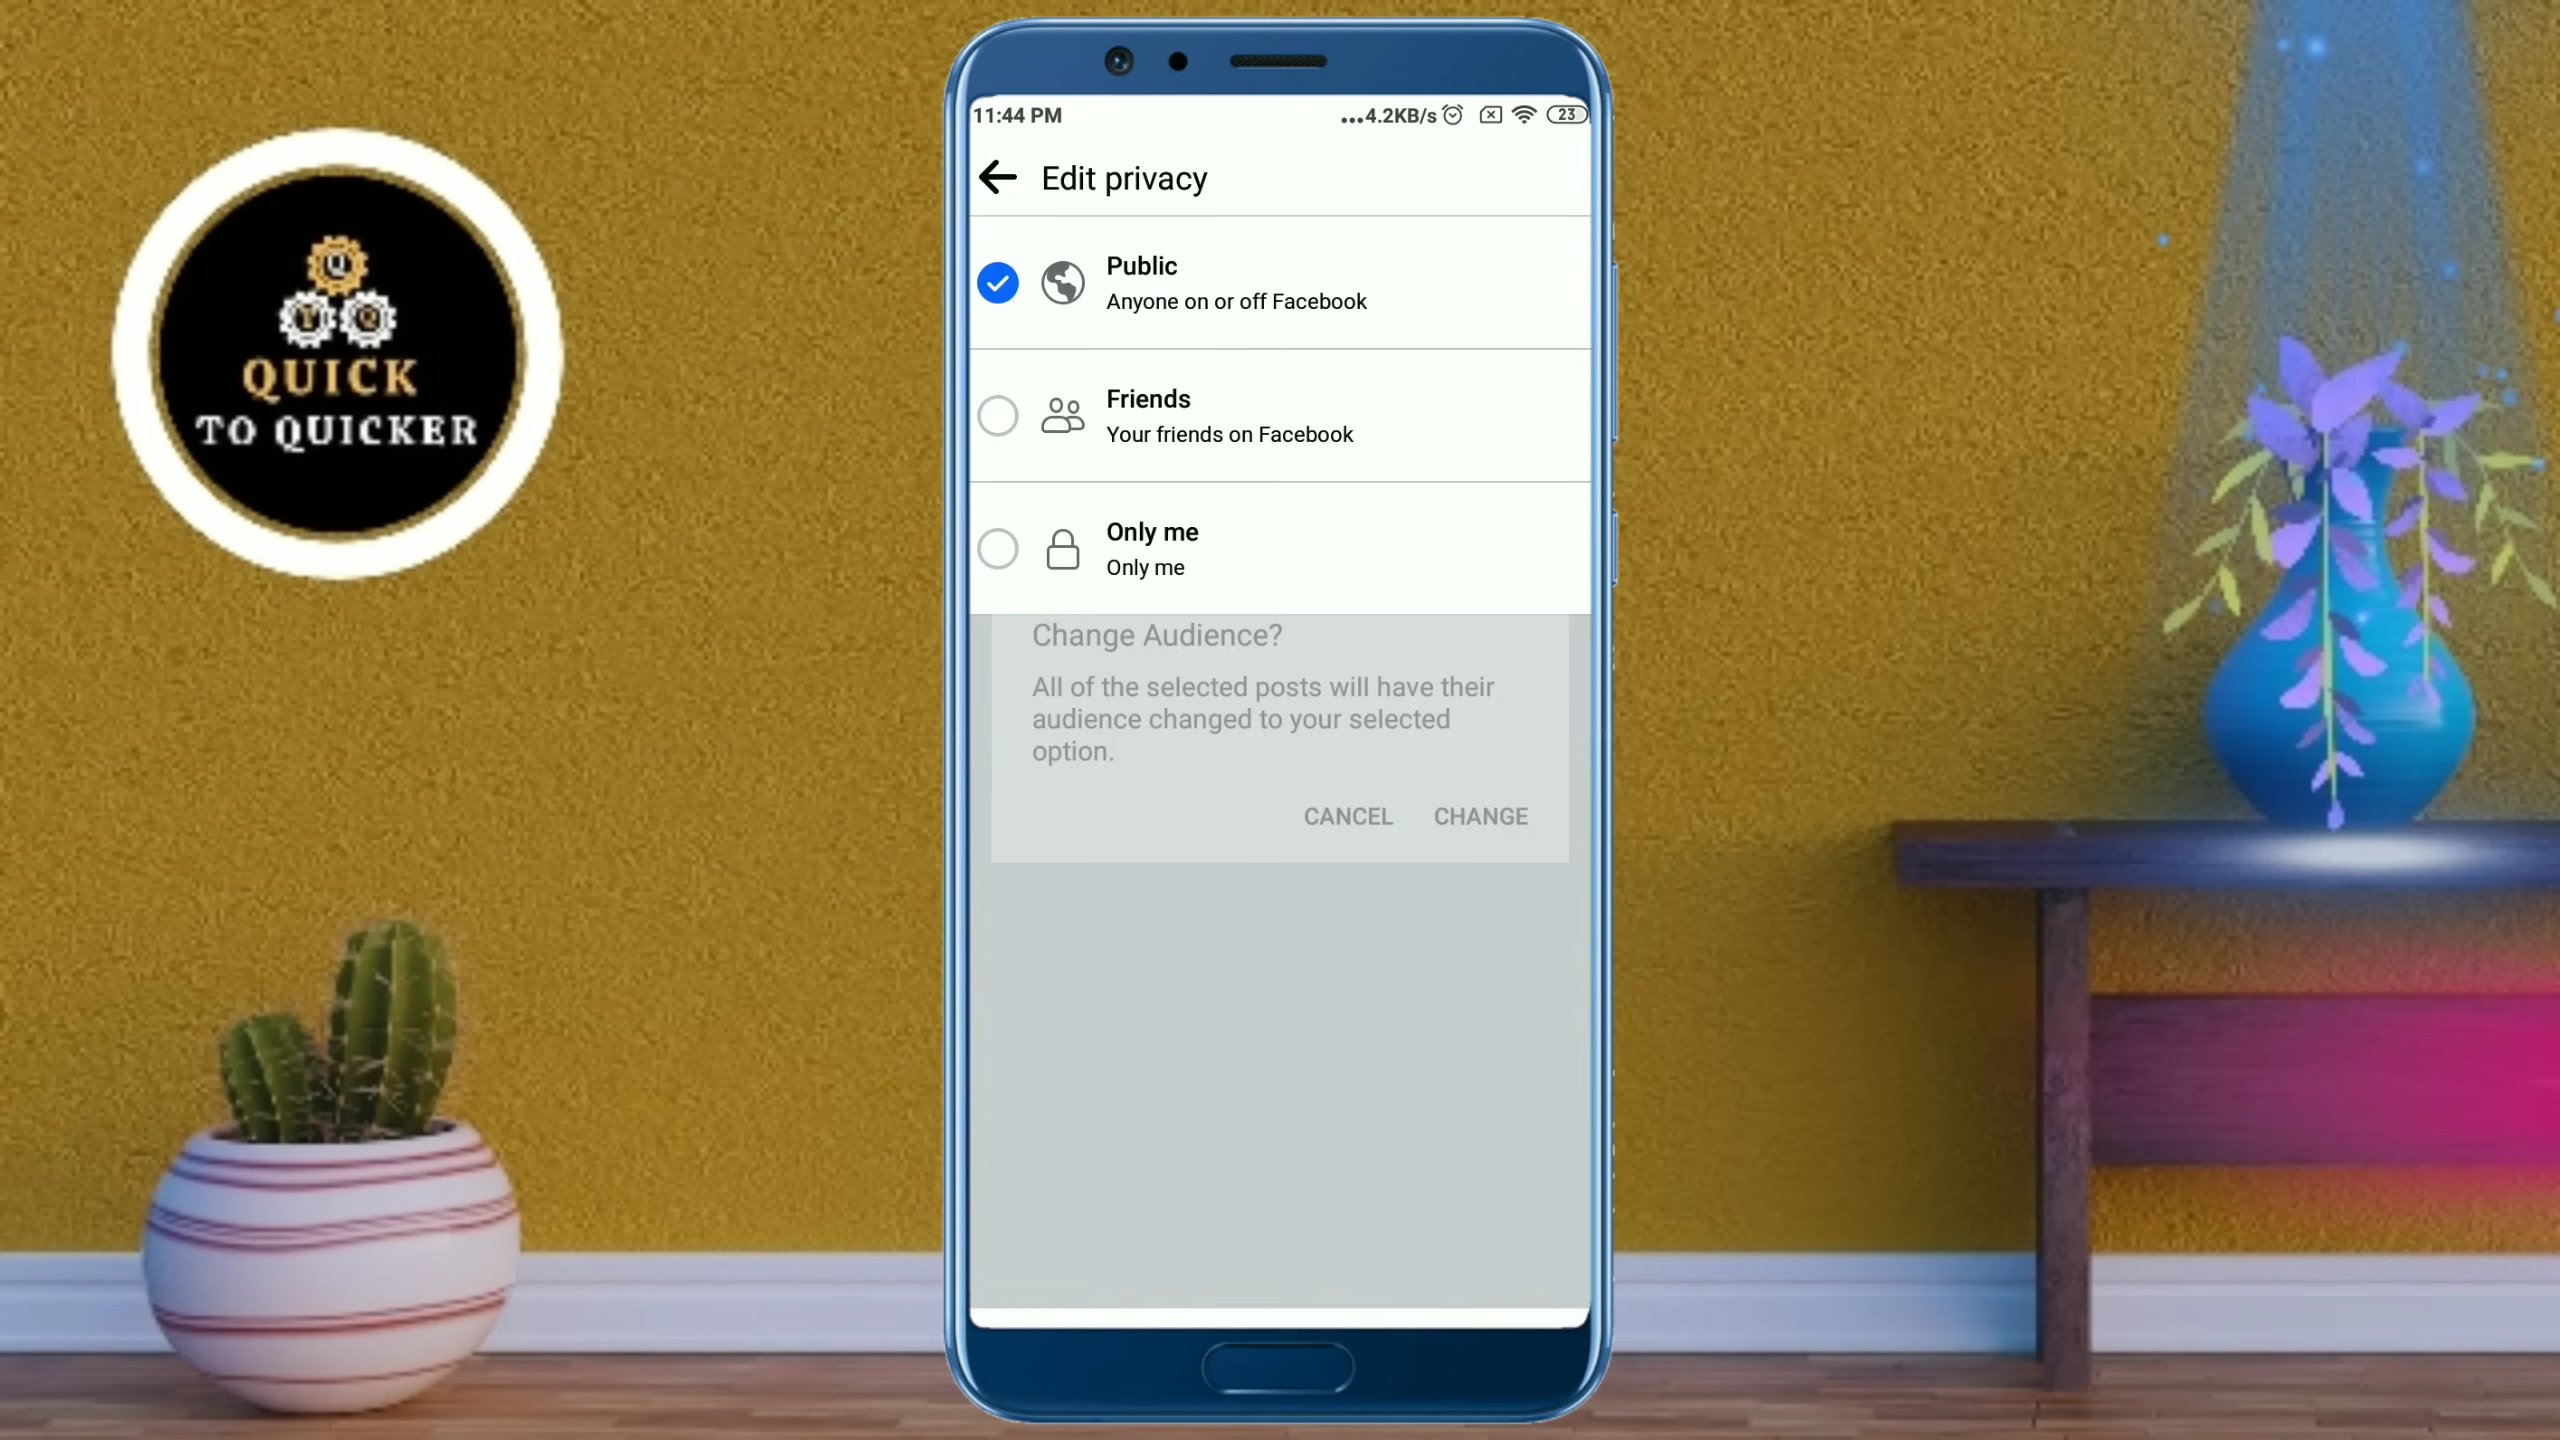 11:44 PM
...4.2KB/s
23
Edit privacy
Public
Anyone on or off Facebook
Friends
Your friends on Facebook
Only me
Only me
Change Audience?
All of the selected posts will have their
audience changed to your selected
option.
CANCEL CHANGE
Q
T Q
QUICK
TO QUICKER